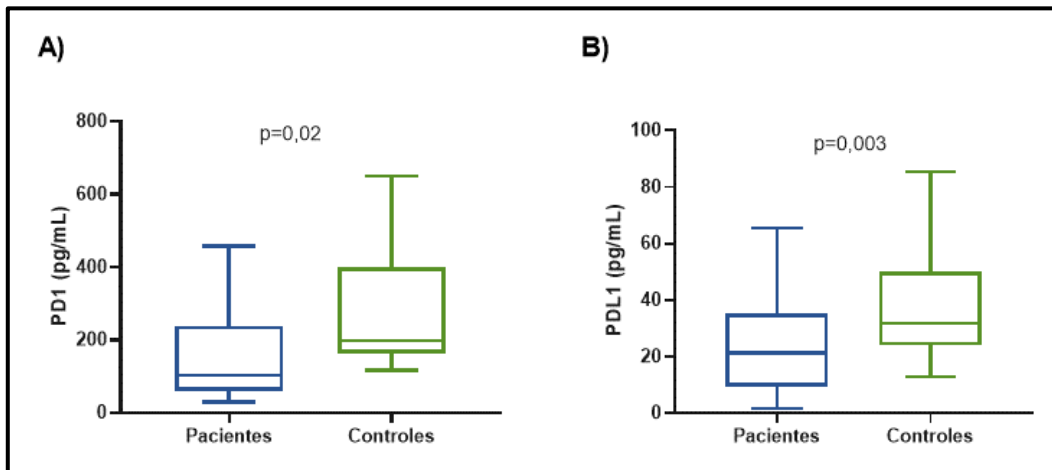 A)
800
600
400
200
0
PD1 (pg/mL)
p=0,02
Pacientes
Controles
B)
100
80
60
40
20
0
PDL1 (pg/mL)
p=0,003
Pacientes
Controles